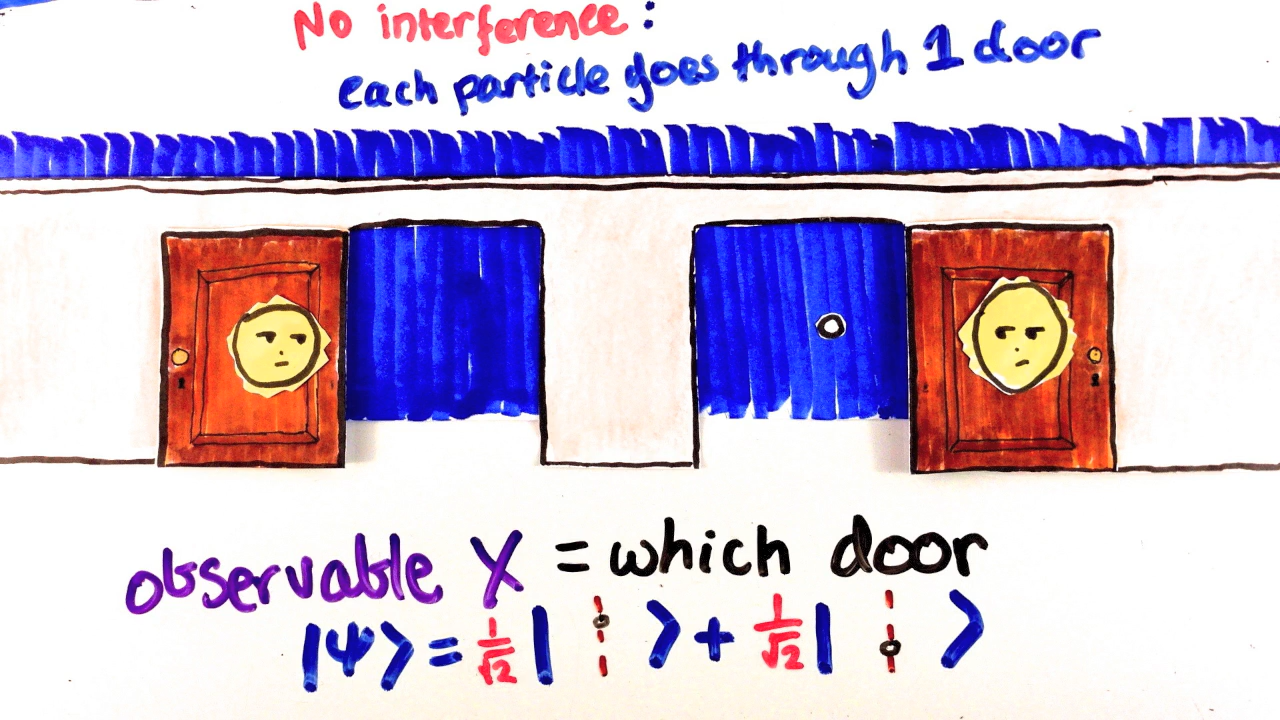 No interference:
each particle goes through 1 door
observable X = which door
|ψ⟩ = 1/√2 | ⟩ + 1/√2 | ⟩